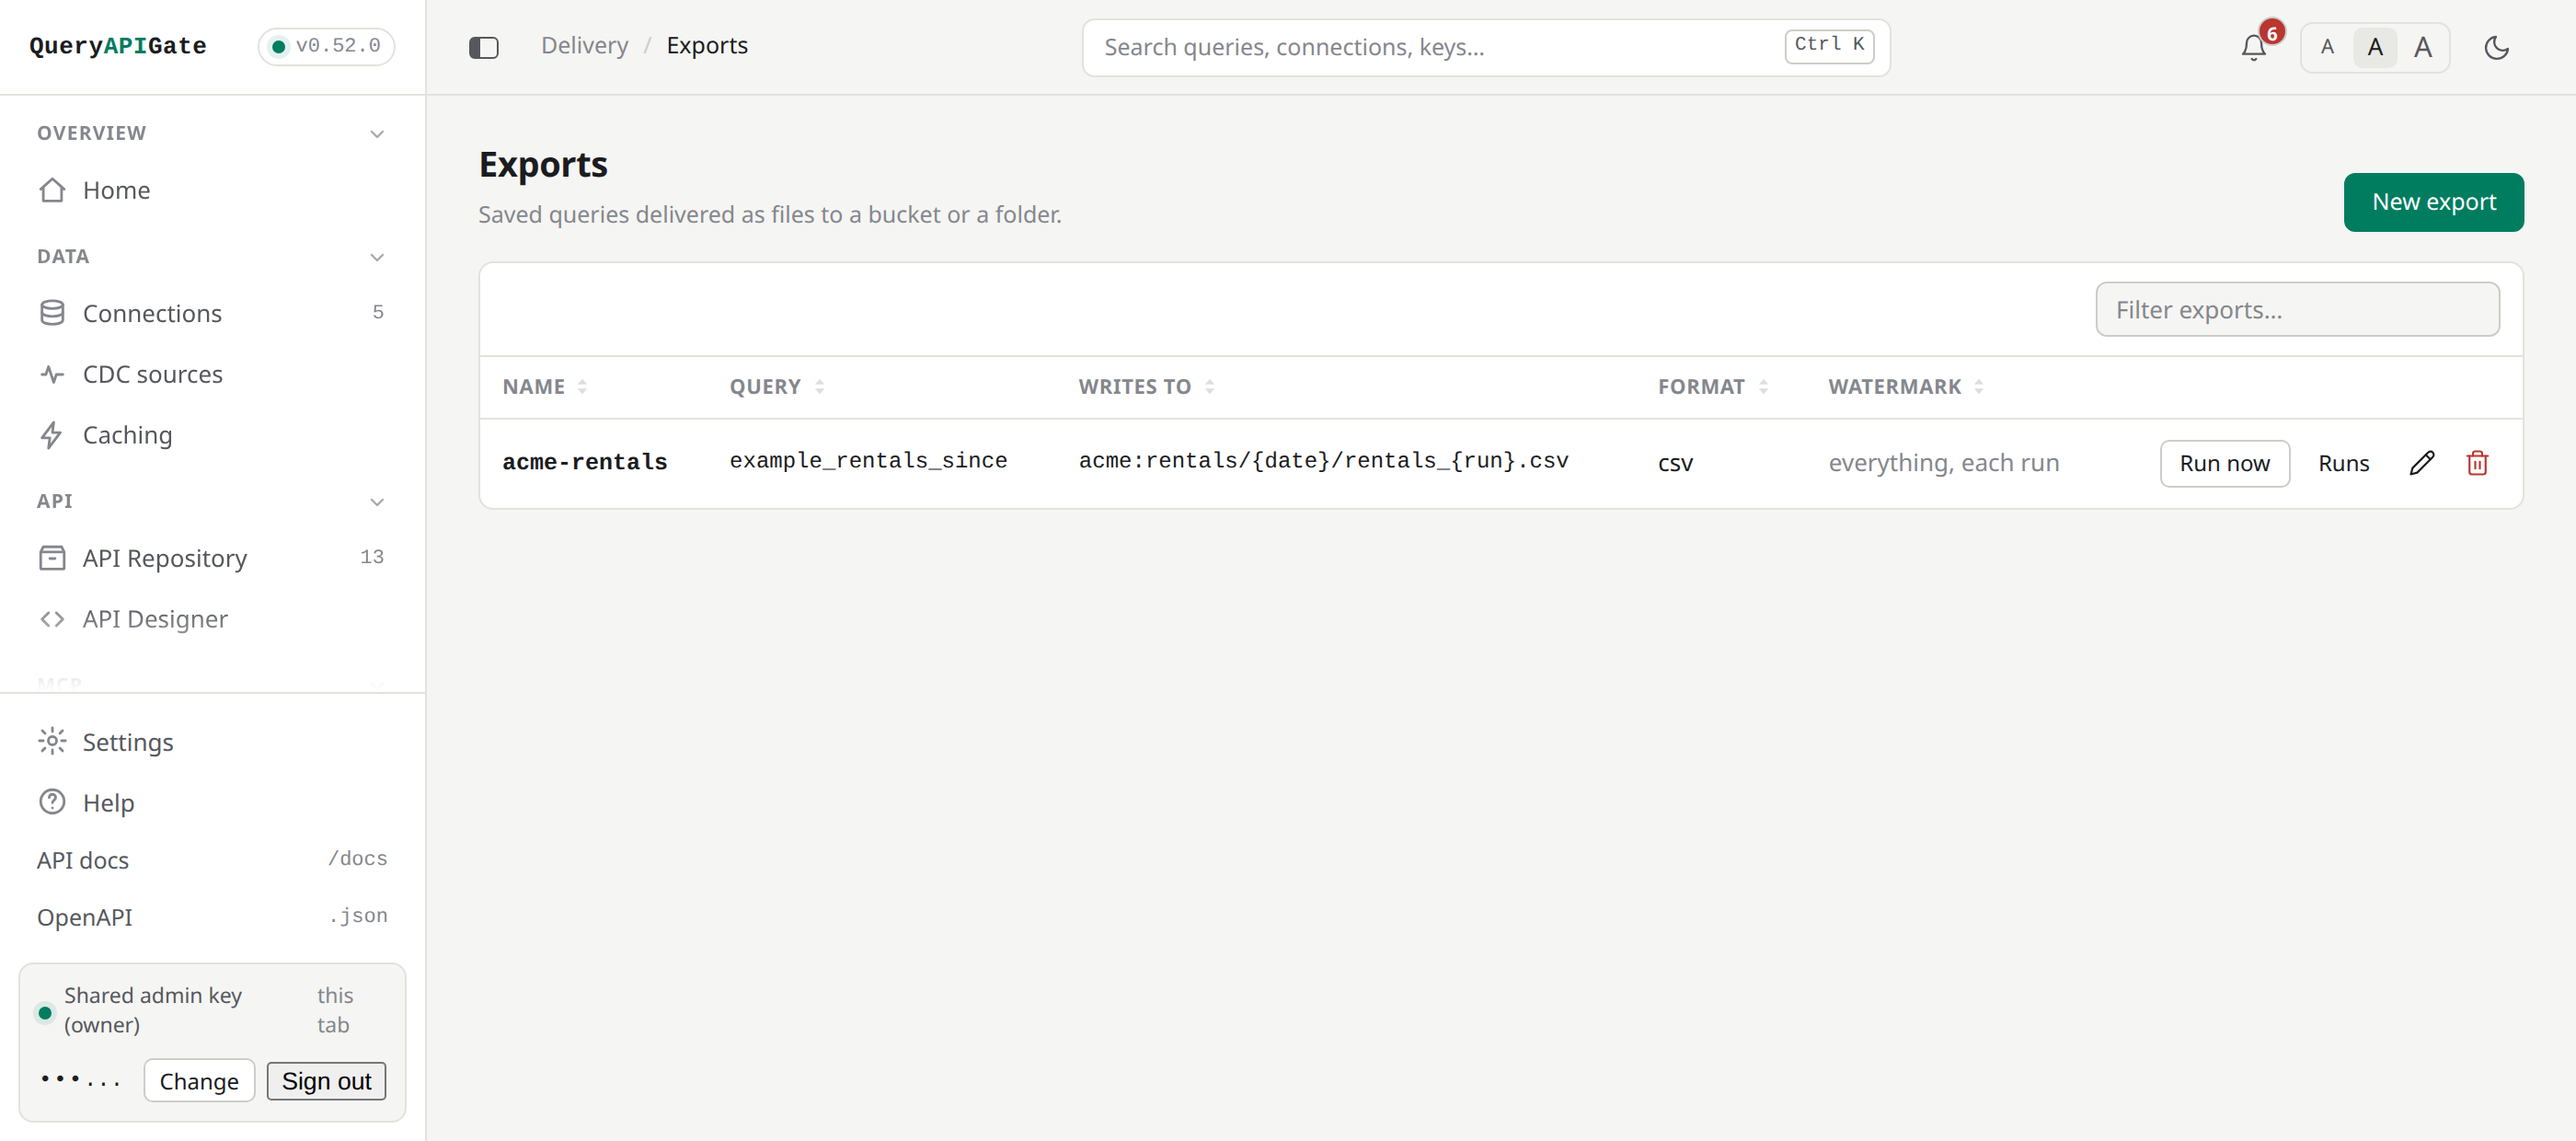 QueryAPIGate
v0.52.0
Delivery / Exports
Search queries, connections, keys...
Ctrl K
6
A A A
OVERVIEW
Home
DATA
Connections 5
CDC sources
Caching
API
API Repository 13
API Designer
MCP
Settings
Help
API docs /docs
OpenAPI .json
Shared admin key (owner)
this tab
•••...
Change
Sign out
Exports
Saved queries delivered as files to a bucket or a folder.
New export
Filter exports...
NAME QUERY WRITES TO FORMAT WATERMARK
acme-rentals example_rentals_since acme:rentals/{date}/rentals_{run}.csv csv everything, each run Run now Runs